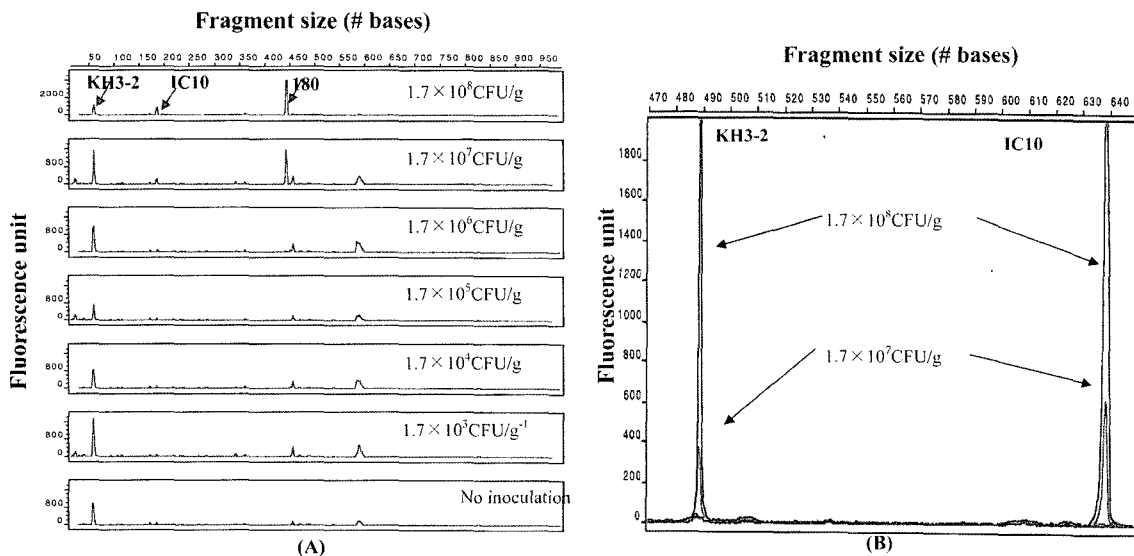 Fragment size (# bases)
50 100 150 200 250 300 350 400 450 500 550 600 650 700 750 800 850 900 950
KH3-2 IC10 180
2000
0
1.7×10⁸CFU/g
800
0
1.7×10⁷CFU/g
800
0
1.7×10⁶CFU/g
800
0
1.7×10⁵CFU/g
800
0
1.7×10⁴CFU/g
800
0
1.7×10³CFU/g⁻¹
800
0
No inoculation
Fluorescence unit
(A)
Fragment size (# bases)
470 480 490 500 510 520 530 540 550 560 570 580 590 600 610 620 630 640
KH3-2 IC10
1800
1600
1400
1200
1000
800
600
400
200
0
1.7×10⁸CFU/g
1.7×10⁷CFU/g
Fluorescence unit
(B)